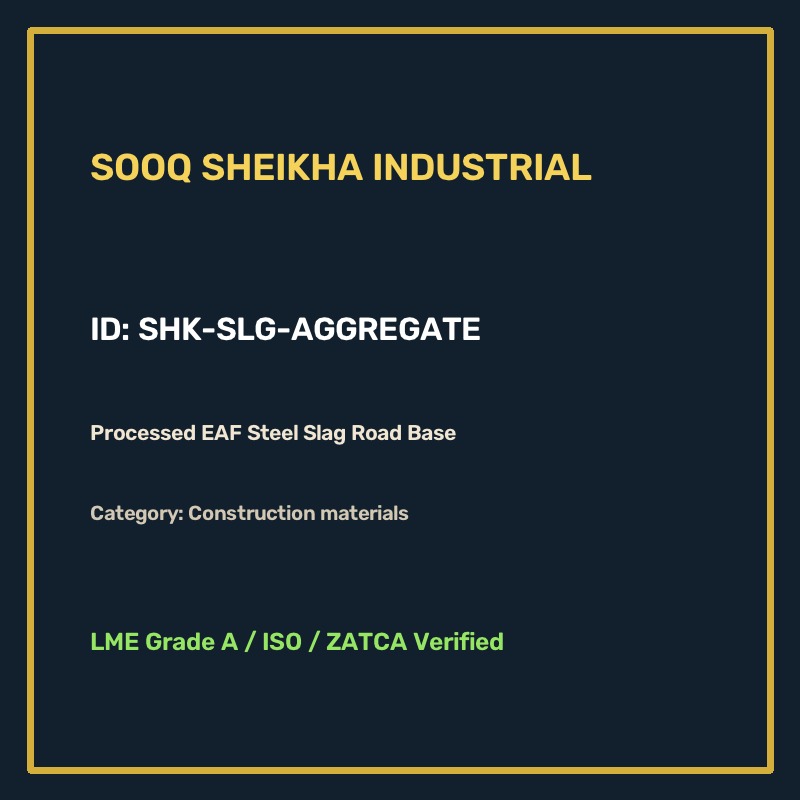 SOOQ SHEIKHA INDUSTRIAL
ID: SHK-SLG-AGGREGATE
Processed EAF Steel Slag Road Base
Category: Construction materials
LME Grade A / ISO / ZATCA Verified